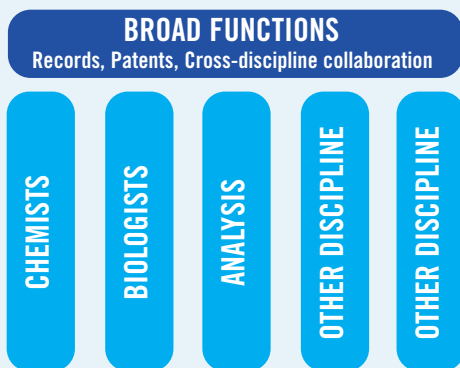 BROAD FUNCTIONS
Records, Patents, Cross-discipline collaboration
CHEMISTS
BIOLOGISTS
ANALYSIS
OTHER DISCIPLINE
OTHER DISCIPLINE